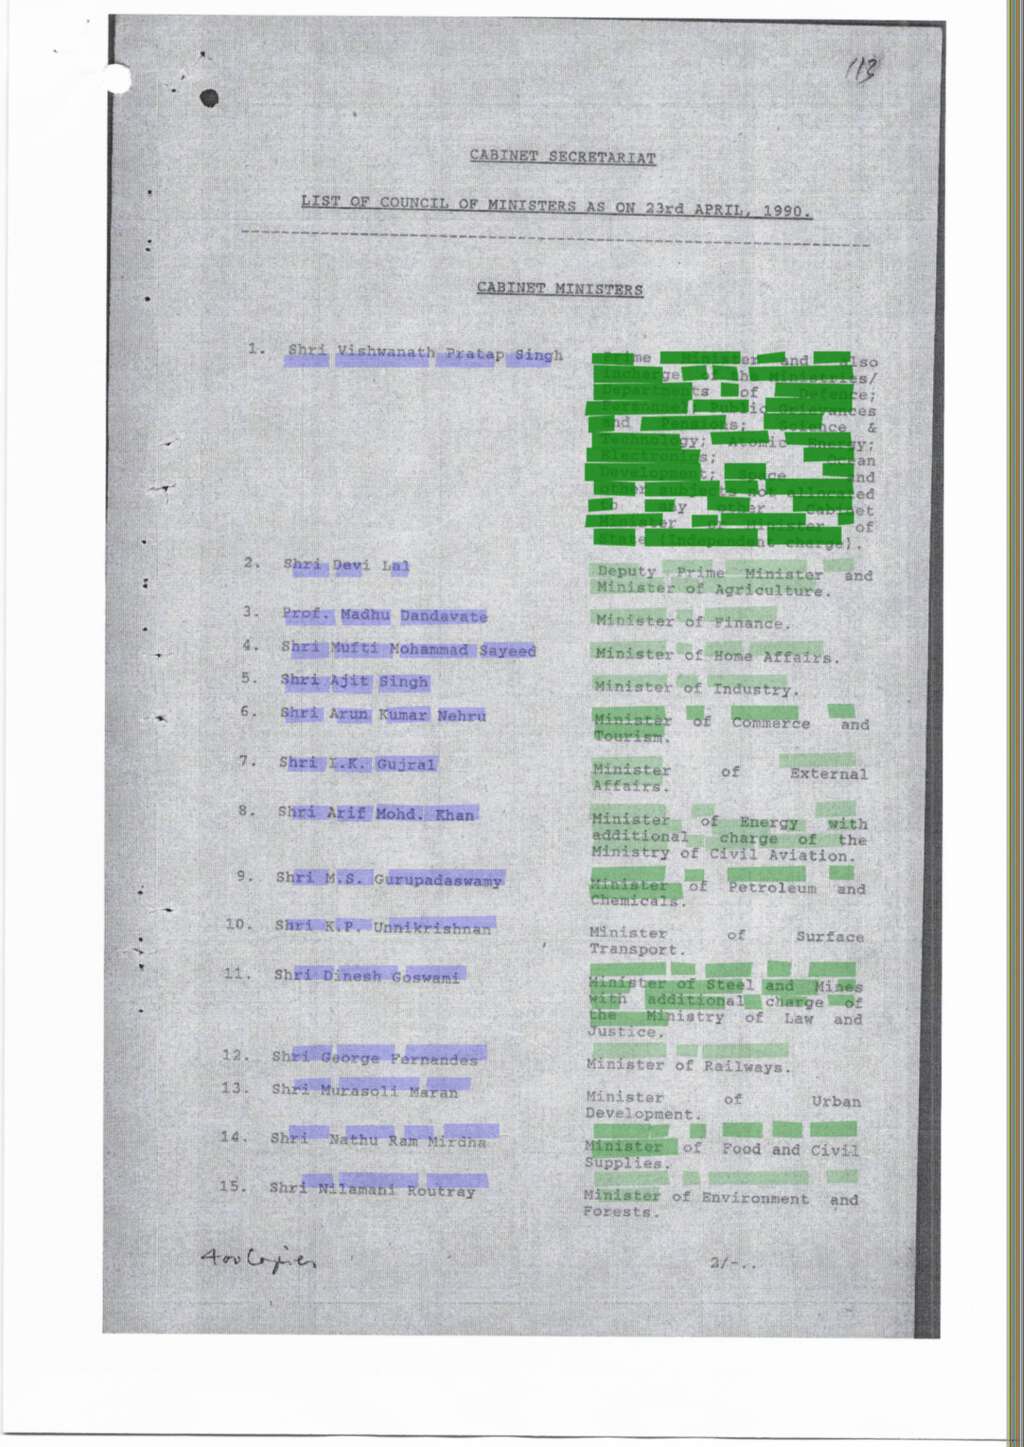 113
CABINET SECRETARIAT
LIST OF COUNCIL OF MINISTERS AS ON 23rd APRIL, 1990.
CABINET MINISTERS
1. Shri Vishwanath Pratap Singh
Prime Minister and also
incharge of the Ministries/
Departments of Defence;
Personnel, Public Grievances
and Pensions; Science &
Technology; Atomic Energy;
Electronics; Ocean
Development; Space and
other subjects not allocated
to any other Cabinet
Minister or Minister of
State (Independent charge).
2. Shri Devi Lal
Deputy Prime Minister and
Minister of Agriculture.
3. Prof. Madhu Dandavate
Minister of Finance.
4. Shri Mufti Mohammad Sayeed
Minister of Home Affairs.
5. Shri Ajit Singh
Minister of Industry.
6. Shri Arun Kumar Nehru
Minister of Commerce and
Tourism.
7. Shri I.K. Gujral
Minister of External
Affairs.
8. Shri Arif Mohd. Khan
Minister of Energy with
additional charge of the
Ministry of Civil Aviation.
9. Shri M.S. Gurupadaswamy
Minister of Petroleum and
Chemicals.
10. Shri K.P. Unnikrishnan
Minister of Surface
Transport.
11. Shri Dinesh Goswami
Minister of Steel and Mines
with additional charge of
the Ministry of Law and
Justice.
12. Shri George Fernandes
Minister of Railways.
13. Shri Murasoli Maran
Minister of Urban
Development.
14. Shri Nathu Ram Mirdha
Minister of Food and Civil
Supplies.
15. Shri Nilamani Routray
Minister of Environment and
Forests.
400 Copies
2/-..